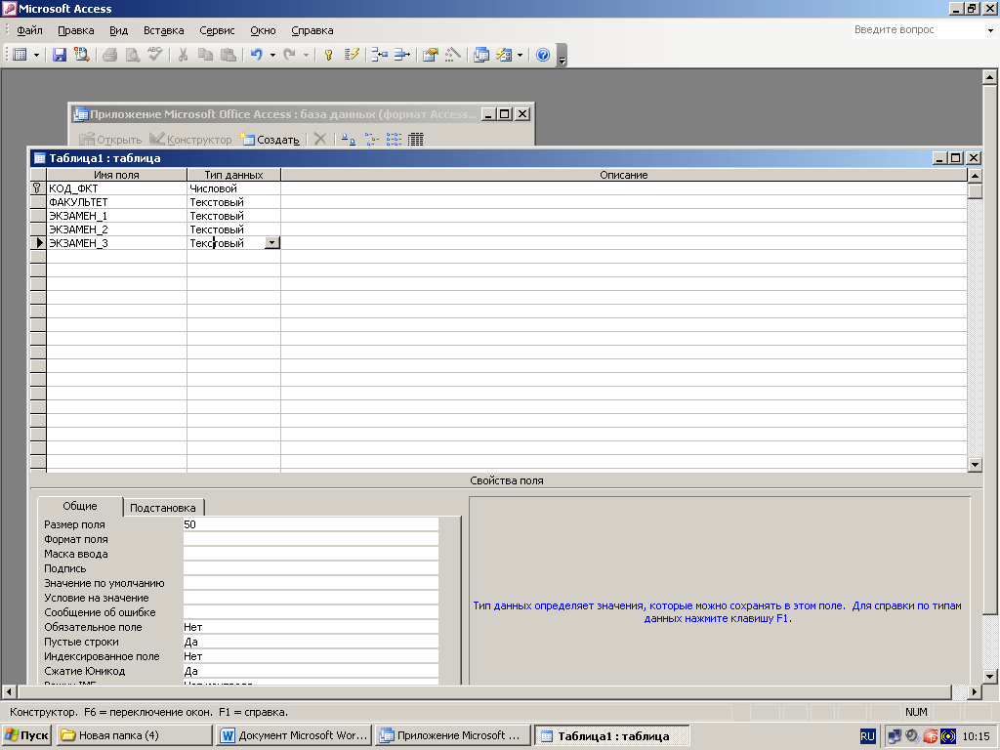 Microsoft Access
Файл Правка Вид Вставка Сервис Окно Справка Введите вопрос
Приложение Microsoft Office Access : база данных (формат Access...
Открыть Конструктор Создать
Таблица1 : таблица
Имя поля Тип данных Описание
КОД_ФКТ Числовой
ФАКУЛЬТЕТ Текстовый
ЭКЗАМЕН_1 Текстовый
ЭКЗАМЕН_2 Текстовый
ЭКЗАМЕН_3 Текстовый
Свойства поля
Общие Подстановка
Размер поля 50
Формат поля
Маска ввода
Подпись
Значение по умолчанию
Условие на значение
Сообщение об ошибке
Обязательное поле Нет
Пустые строки Да
Индексированное поле Нет
Сжатие Юникод Да
Тип данных определяет значения, которые можно сохранять в этом поле. Для справки по типам
данных нажмите клавишу F1.
Конструктор. F6 = переключение окон. F1 = справка. NUM
Пуск Новая папка (4) Документ Microsoft Wor... Приложение Microsoft ... Таблица1 : таблица RU 10:15